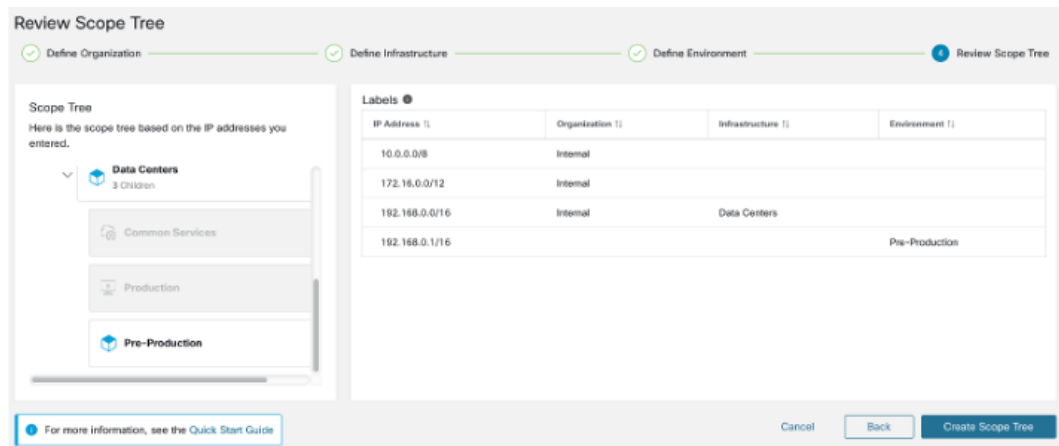 Review Scope Tree
Define Organization
Define Infrastructure
Define Environment
4
Review Scope Tree
Scope Tree
Here is the scope tree based on the IP addresses you
entered.
Data Centers
3 Children
Common Services
Production
Pre-Production
Labels
IP Address Organization Infrastructure Environment
10.0.0.0/8 Internal
172.16.0.0/12 Internal
192.168.0.0/16 Internal Data Centers
192.168.0.1/16 Pre-Production
For more information, see the Quick Start Guide
Cancel
Back
Create Scope Tree